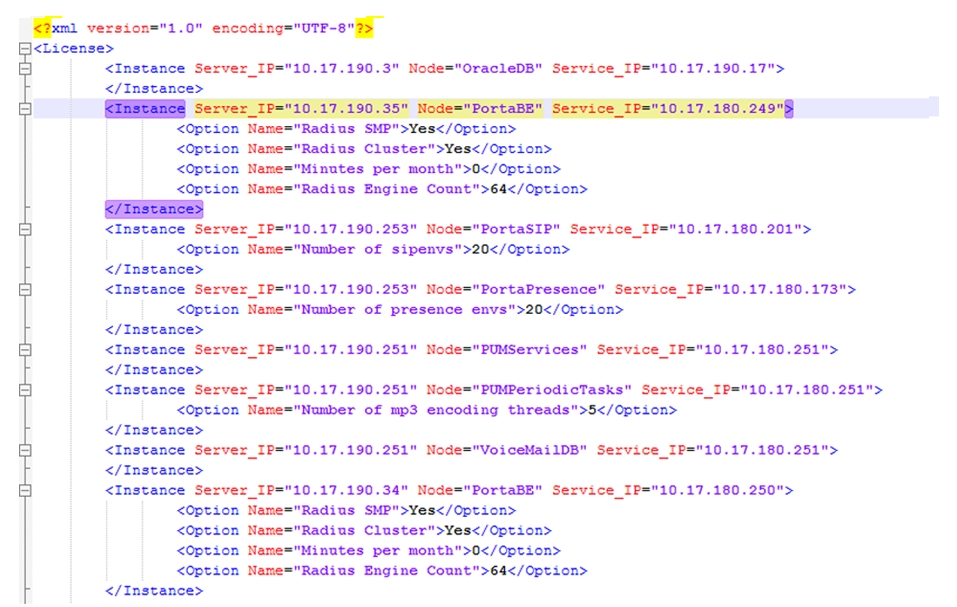 <?xml version="1.0" encoding="UTF-8"?>
<License>
<Instance Server_IP="10.17.190.3" Node="OracleDB" Service_IP="10.17.190.17">
</Instance>
<Instance Server_IP="10.17.190.35" Node="PortaBE" Service_IP="10.17.180.249">
<Option Name="Radius SMP">Yes</Option>
<Option Name="Radius Cluster">Yes</Option>
<Option Name="Minutes per month">0</Option>
<Option Name="Radius Engine Count">64</Option>
</Instance>
<Instance Server_IP="10.17.190.253" Node="PortaSIP" Service_IP="10.17.180.201">
<Option Name="Number of sipenvs">20</Option>
</Instance>
<Instance Server_IP="10.17.190.253" Node="PortaPresence" Service_IP="10.17.180.173">
<Option Name="Number of presence envs">20</Option>
</Instance>
<Instance Server_IP="10.17.190.251" Node="PUMServices" Service_IP="10.17.180.251">
</Instance>
<Instance Server_IP="10.17.190.251" Node="PUMPeriodicTasks" Service_IP="10.17.180.251">
<Option Name="Number of mp3 encoding threads">5</Option>
</Instance>
<Instance Server_IP="10.17.190.251" Node="VoiceMailDB" Service_IP="10.17.180.251">
</Instance>
<Instance Server_IP="10.17.190.34" Node="PortaBE" Service_IP="10.17.180.250">
<Option Name="Radius SMP">Yes</Option>
<Option Name="Radius Cluster">Yes</Option>
<Option Name="Minutes per month">0</Option>
<Option Name="Radius Engine Count">64</Option>
</Instance>